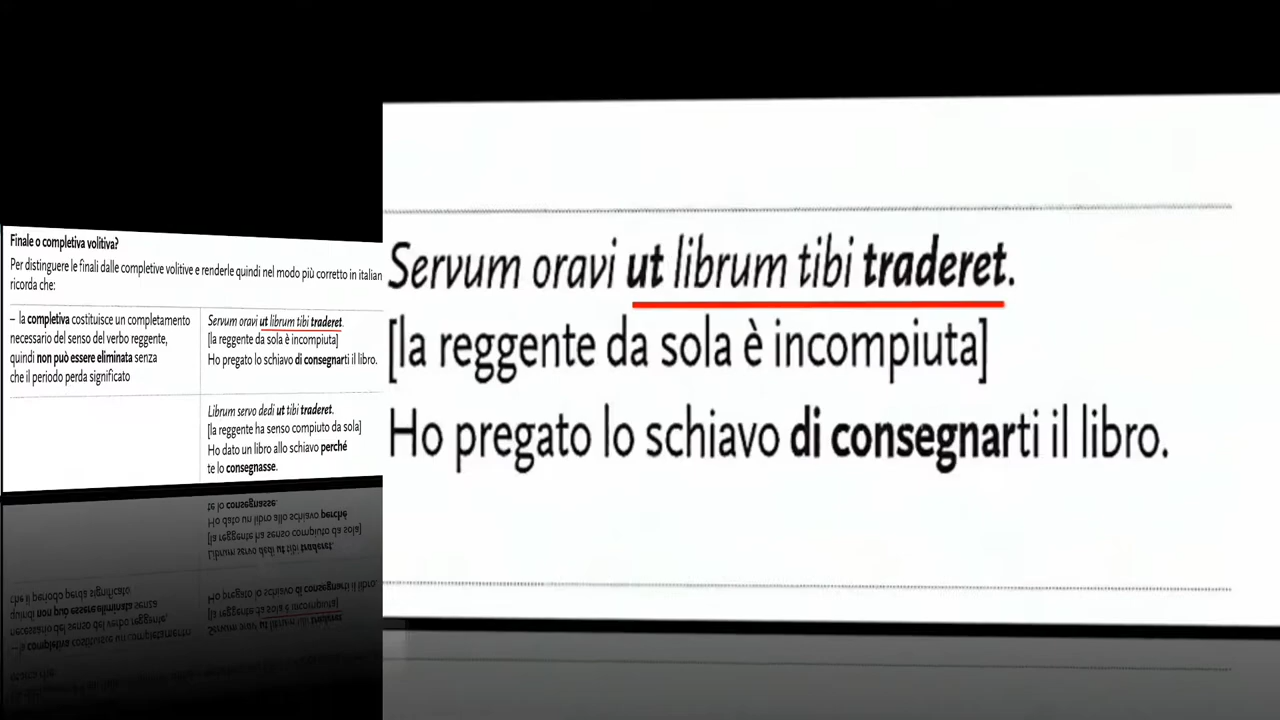 Finale o completiva volitiva?
Per distinguere le finali dalle completive volitive e renderle quindi nel modo più corretto in italian
ricorda che:
– la completiva costituisce un completamento
necessario del senso del verbo reggente,
quindi non può essere eliminata senza
che il periodo perda significato
Servum oravi ut librum tibi traderet.
[la reggente da sola è incompiuta]
Ho pregato lo schiavo di consegnarti il libro.
Librum servo dedi ut tibi traderet.
[la reggente ha senso compiuto da sola]
Ho dato un libro allo schiavo perché
te lo consegnasse.
Servum oravi ut librum tibi traderet.
[la reggente da sola è incompiuta]
Ho pregato lo schiavo di consegnarti il libro.